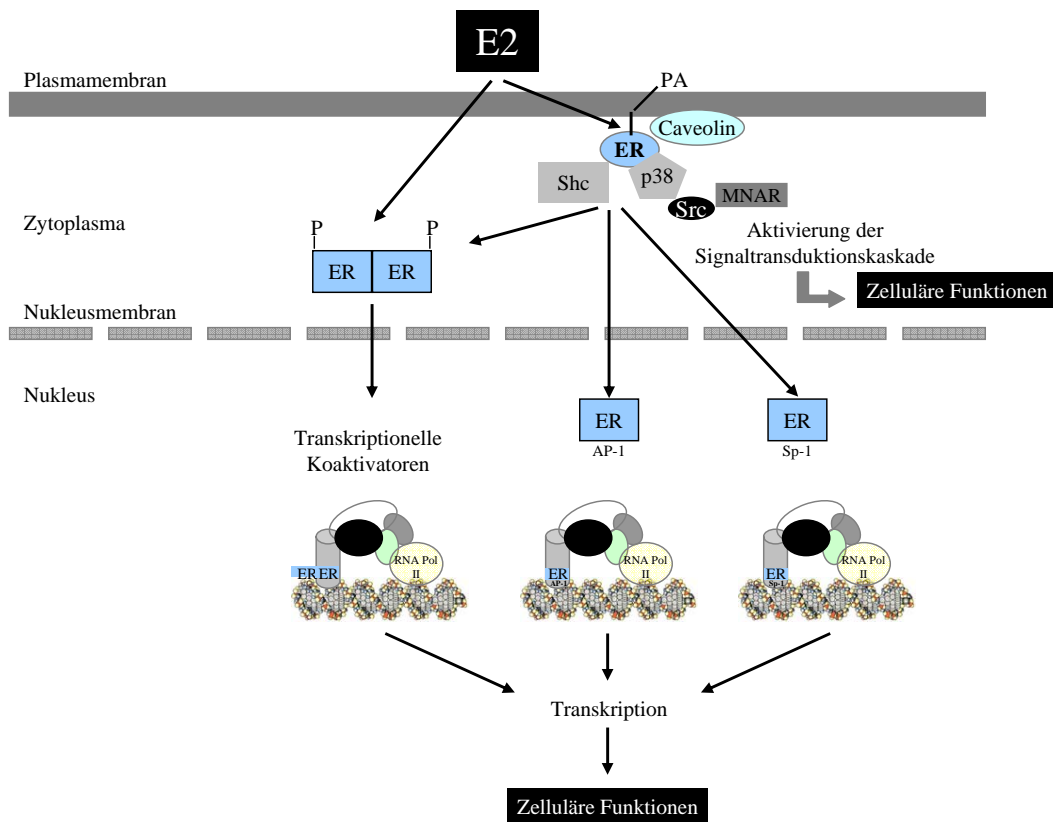 E2
Plasmamembran
PA
Caveolin
ER
Shc
p38
Src
MNAR
Zytoplasma
P
P
ER
ER
Aktivierung der
Signaltransduktionskaskade
Zelluläre Funktionen
Nukleusmembran
Nukleus
ER
AP-1
ER
Sp-1
Transkriptionelle
Koaktivatoren
ER
ER
RNA Pol
II
ER
AP-1
RNA Pol
II
ER
Sp-1
RNA Pol
II
Transkription
Zelluläre Funktionen